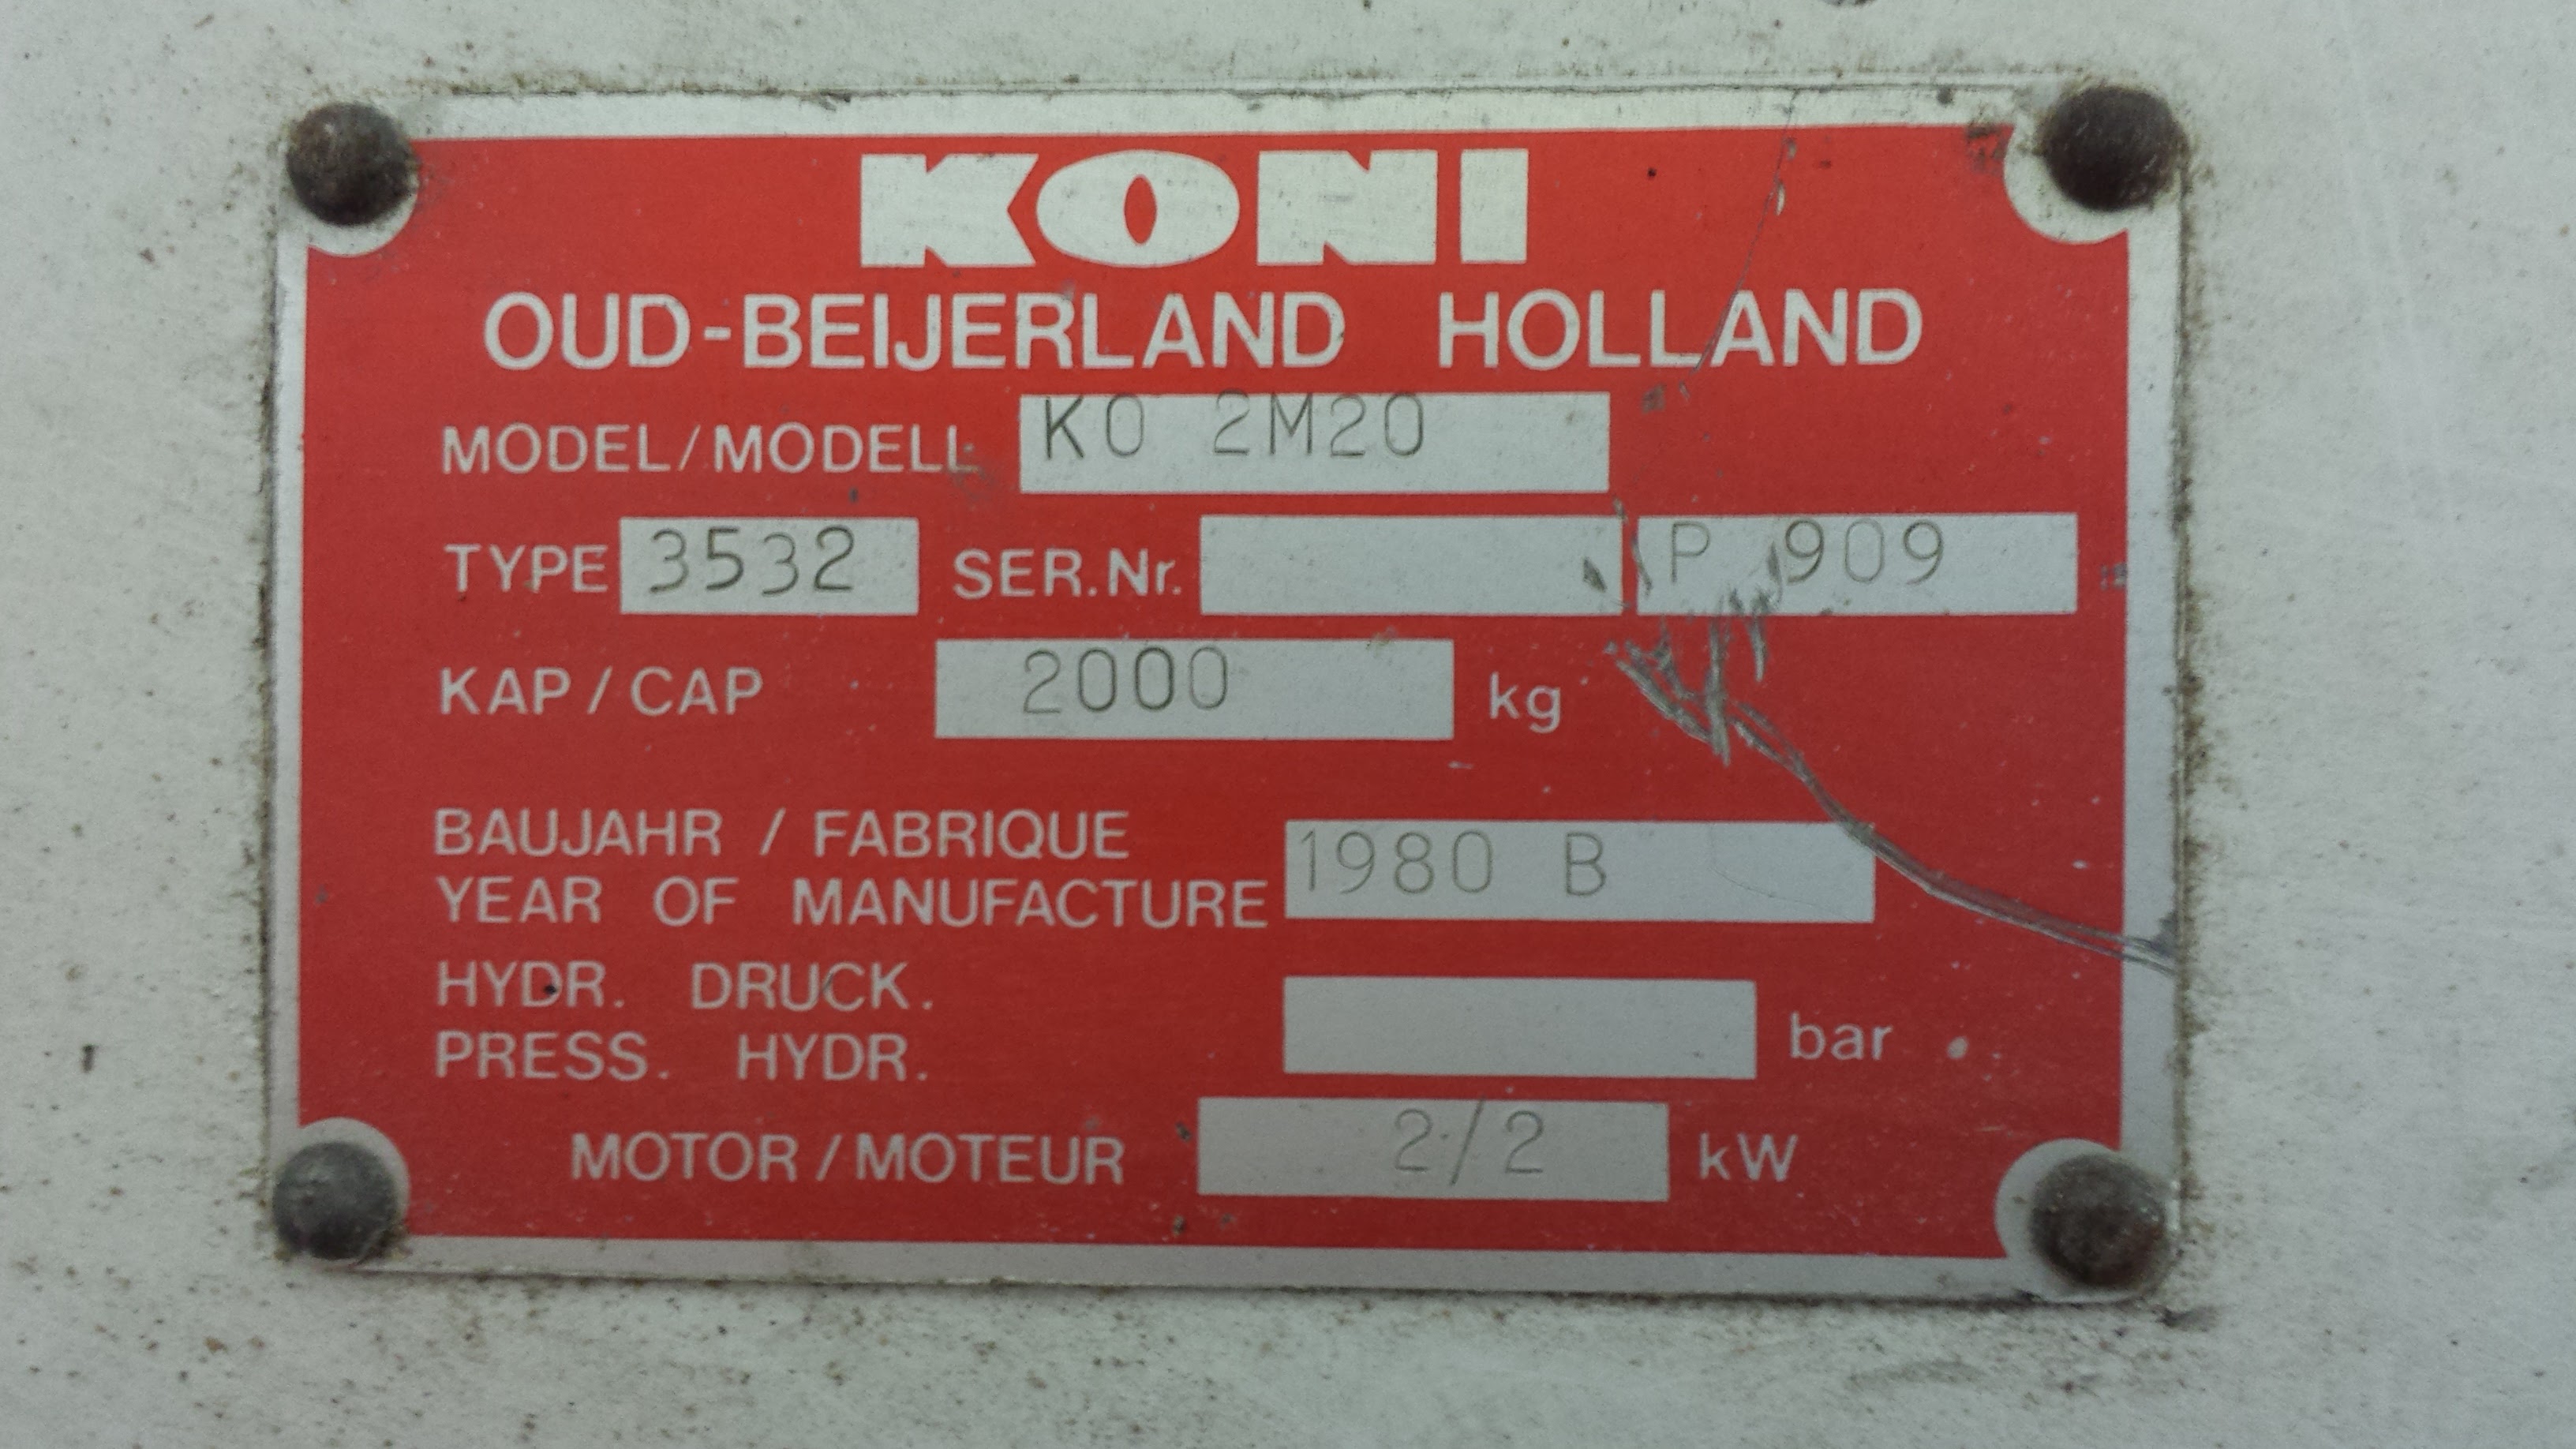 KONI
OUD-BEIJERLAND HOLLAND
MODEL/MODELL KO 2M20
TYPE 3532 SER.Nr. P 909
KAP/CAP 2000 kg
BAUJAHR / FABRIQUE
YEAR OF MANUFACTURE 1980 B
HYDR. DRUCK.
PRESS. HYDR. bar
MOTOR/MOTEUR 2/2 kW